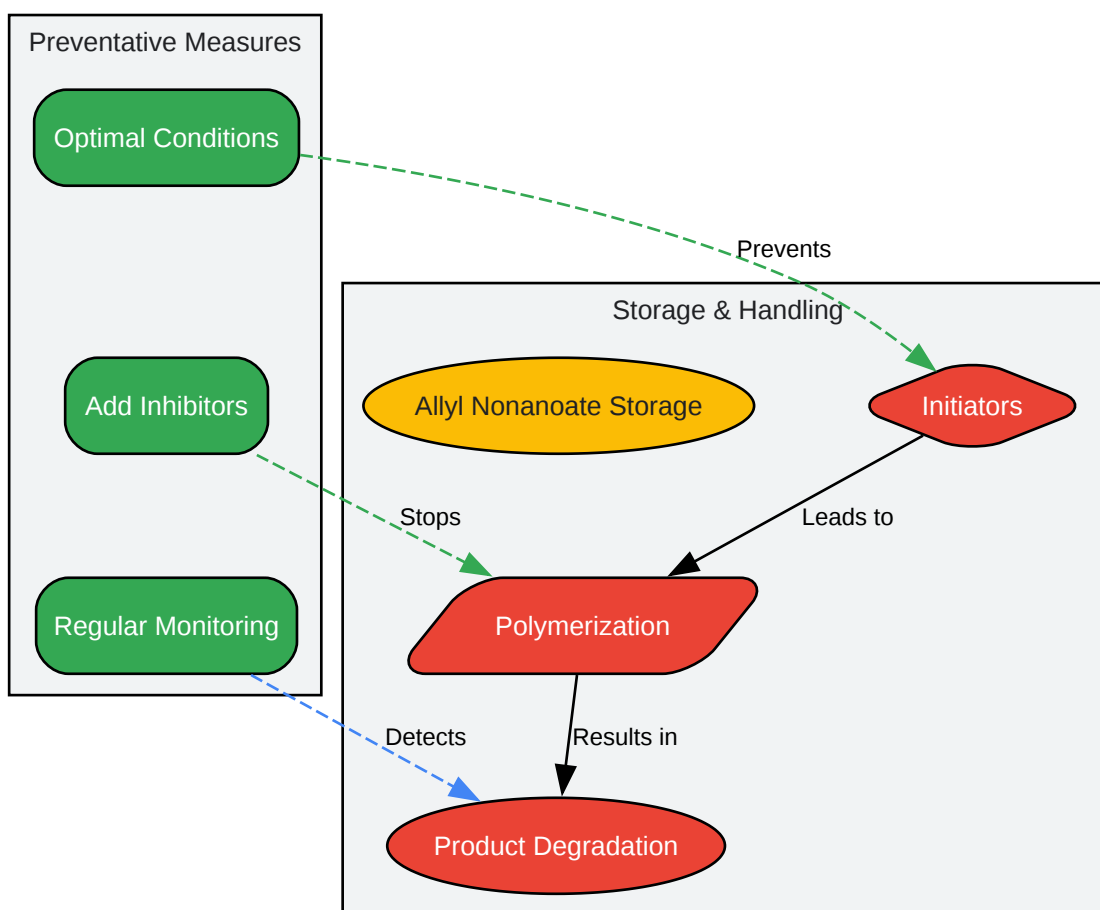 Preventative Measures
Optimal Conditions
Prevents
Storage & Handling
Add Inhibitors
Allyl Nonanoate Storage
Initiators
Stops
Leads to
Regular Monitoring
Polymerization
Detects
Results in
Product Degradation